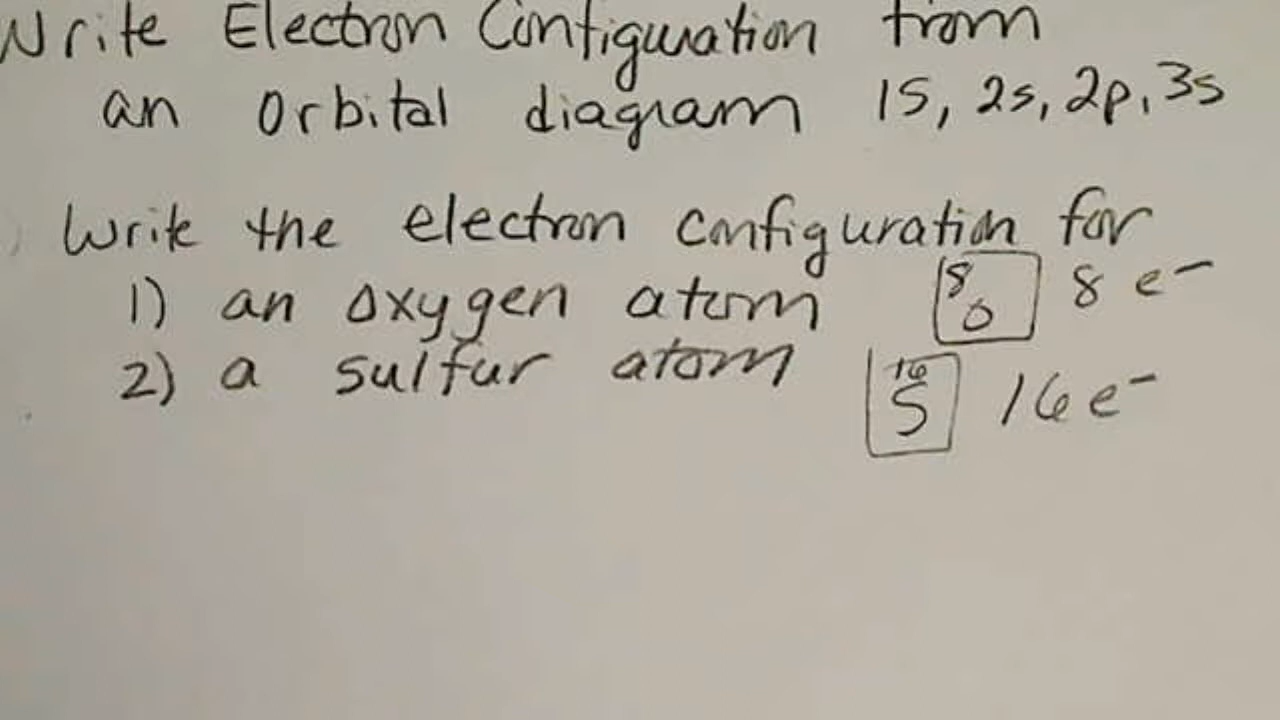 Write Electron Configuration from
an Orbital diagram 1s, 2s, 2p, 3s
Write the electron configuration for
1) an oxygen atom 8 O 8 e⁻
2) a sulfur atom 16 S 16 e⁻